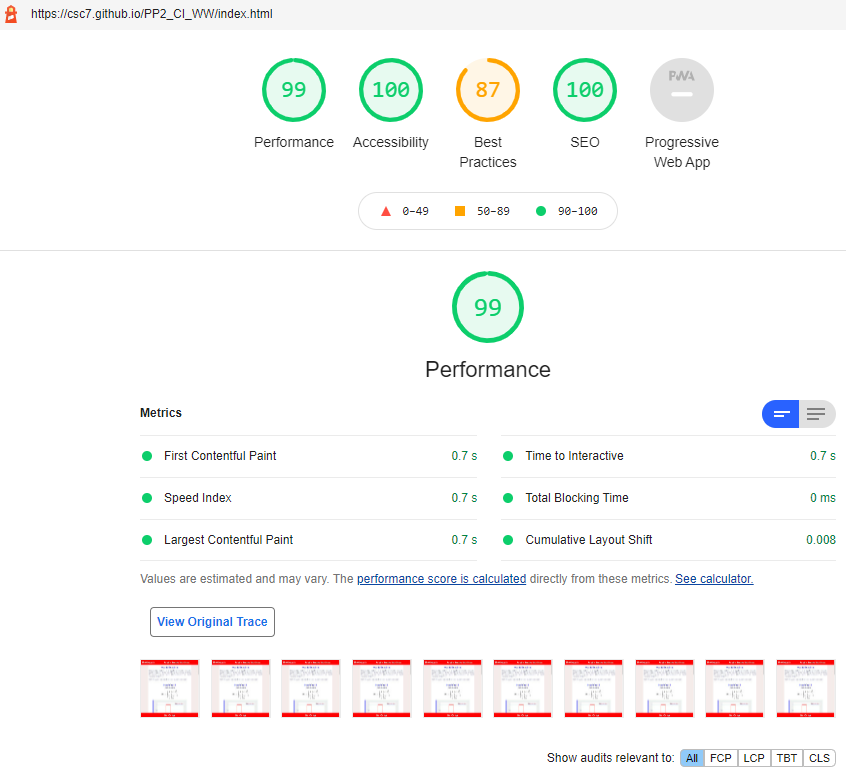 https://csc7.github.io/PP2_CI_WW/index.html
99 100 87 100 PWA
Performance Accessibility Best Practices SEO Progressive Web App
0–49 50–89 90–100
99
Performance
Metrics
First Contentful Paint 0.7 s Time to Interactive 0.7 s
Speed Index 0.7 s Total Blocking Time 0 ms
Largest Contentful Paint 0.7 s Cumulative Layout Shift 0.008
Values are estimated and may vary. The performance score is calculated directly from these metrics. See calculator.
View Original Trace
Show audits relevant to: All FCP LCP TBT CLS